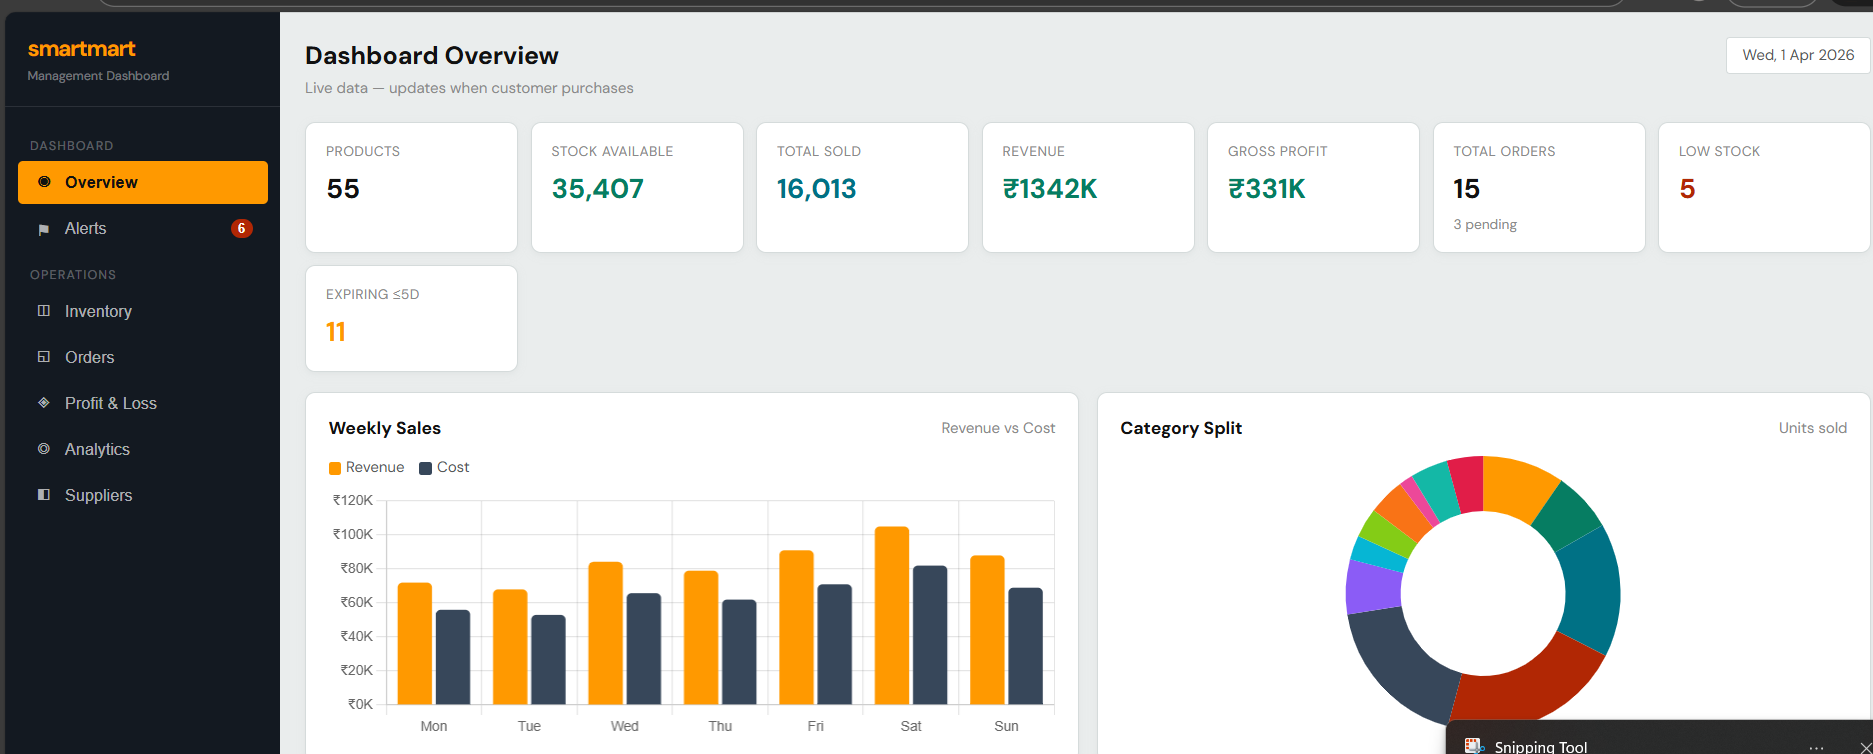 smartmart
Management Dashboard
DASHBOARD
Overview
Alerts 6
OPERATIONS
Inventory
Orders
Profit & Loss
Analytics
Suppliers
Dashboard Overview
Live data — updates when customer purchases
Wed, 1 Apr 2026
PRODUCTS
55
STOCK AVAILABLE
35,407
TOTAL SOLD
16,013
REVENUE
₹1342K
GROSS PROFIT
₹331K
TOTAL ORDERS
15
3 pending
LOW STOCK
5
EXPIRING ≤5D
11
Weekly Sales
Revenue vs Cost
Revenue Cost
₹120K
₹100K
₹80K
₹60K
₹40K
₹20K
₹0K
Mon Tue Wed Thu Fri Sat Sun
Category Split
Units sold
Snipping Tool